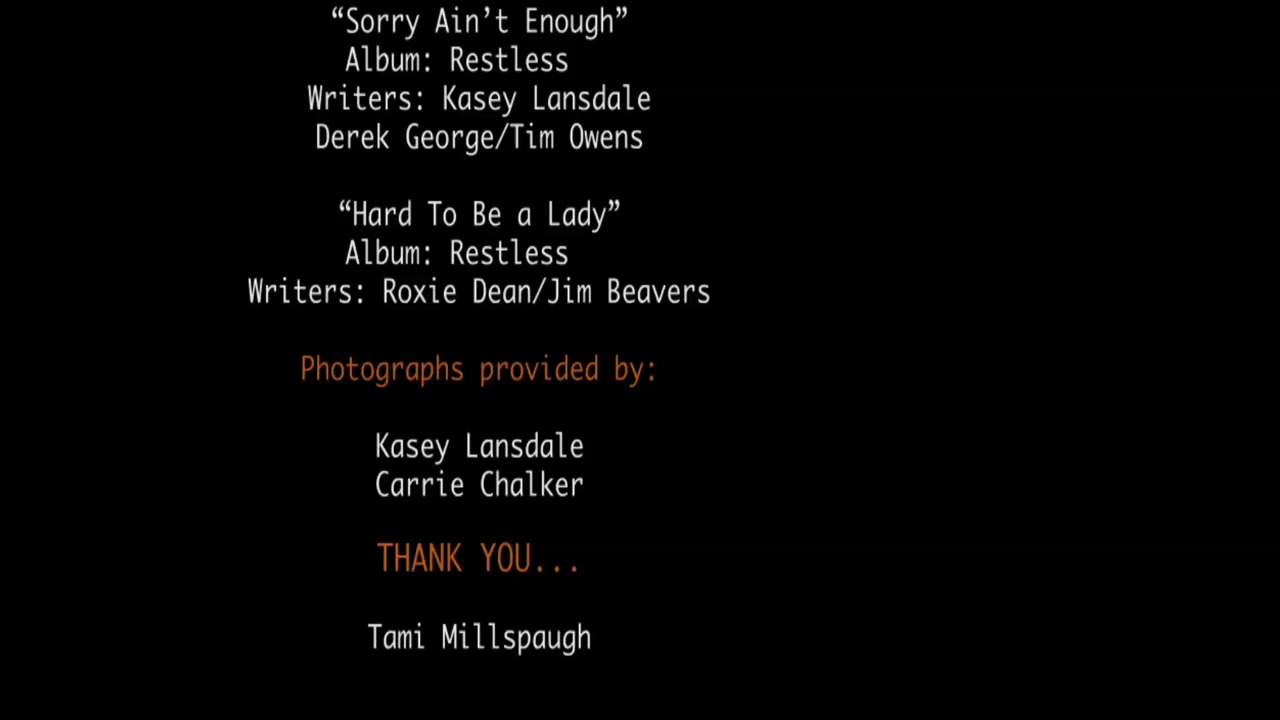 “Sorry Ain’t Enough”
Album: Restless
Writers: Kasey Lansdale
Derek George/Tim Owens
“Hard To Be a Lady”
Album: Restless
Writers: Roxie Dean/Jim Beavers
Photographs provided by:
Kasey Lansdale
Carrie Chalker
THANK YOU...
Tami Millspaugh